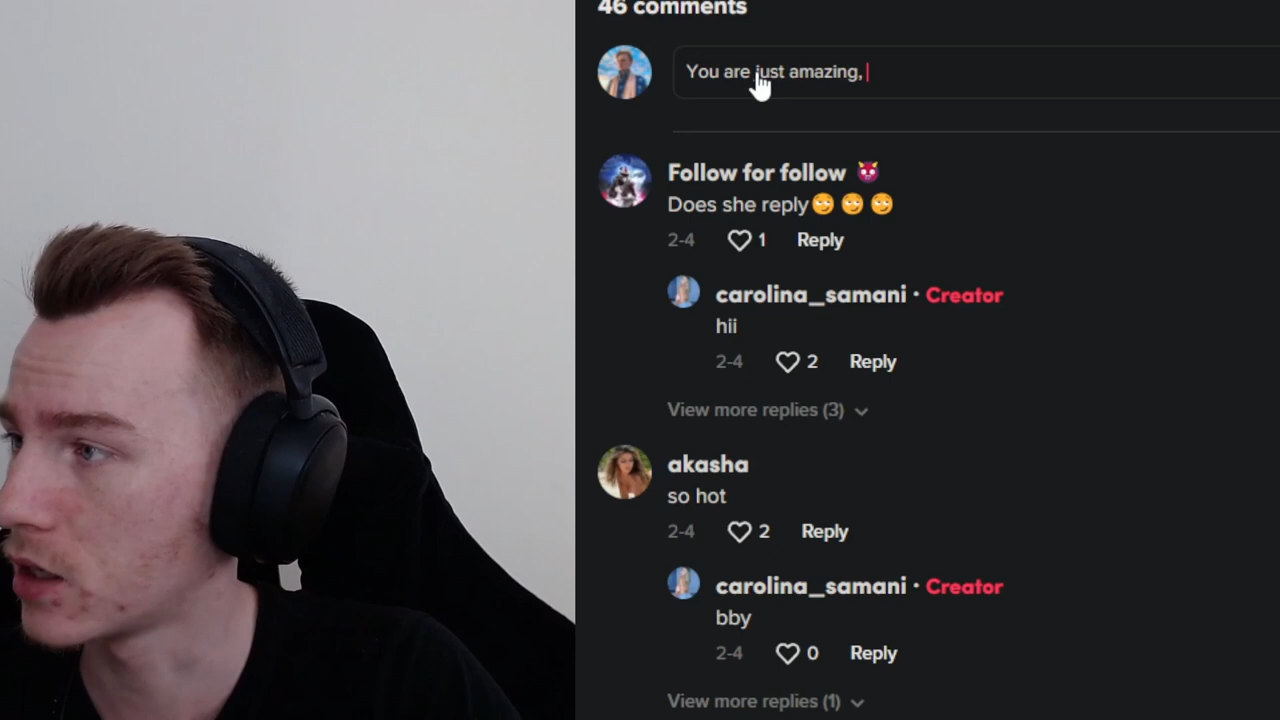 46 comments
You are just amazing,
Follow for follow 👿
Does she reply🙄 🙄 🙄
2-4 1 Reply
carolina_samani · Creator
hii
2-4 2 Reply
View more replies (3)
akasha
so hot
2-4 2 Reply
carolina_samani · Creator
bby
2-4 0 Reply
View more replies (1)